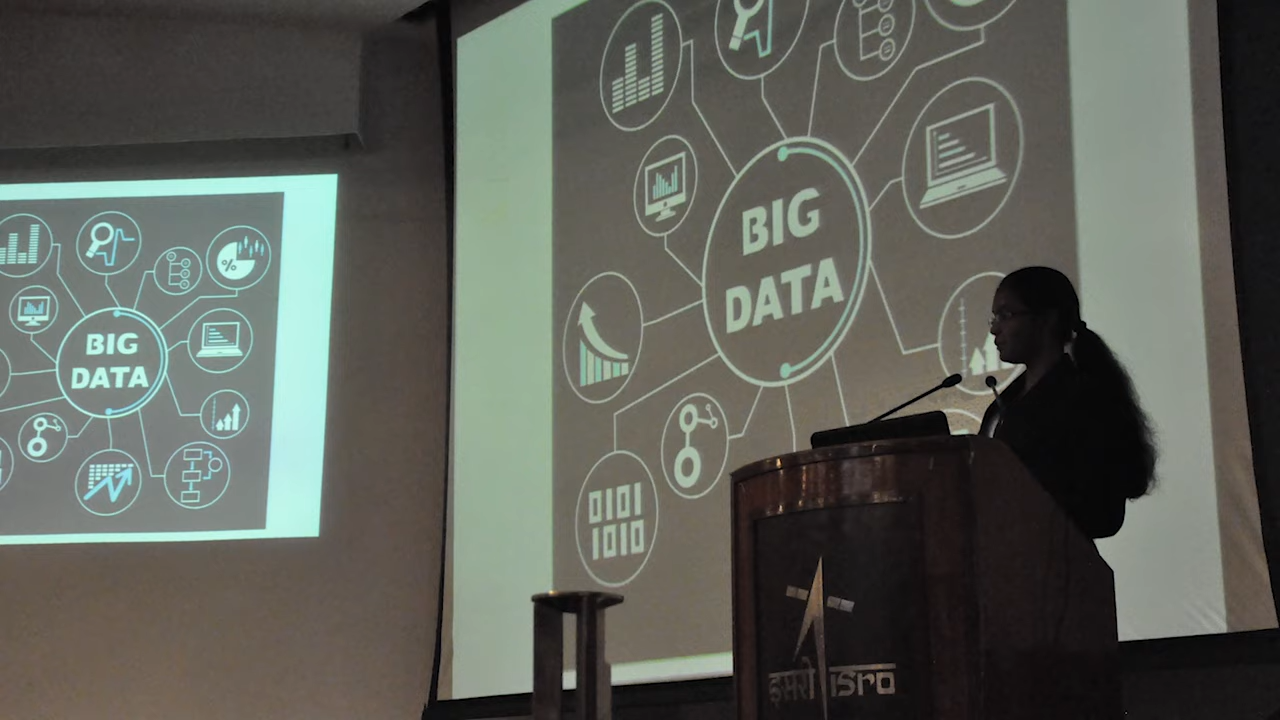 BIG
DATA
%
BIG
DATA
0101
1010
इसरो isro